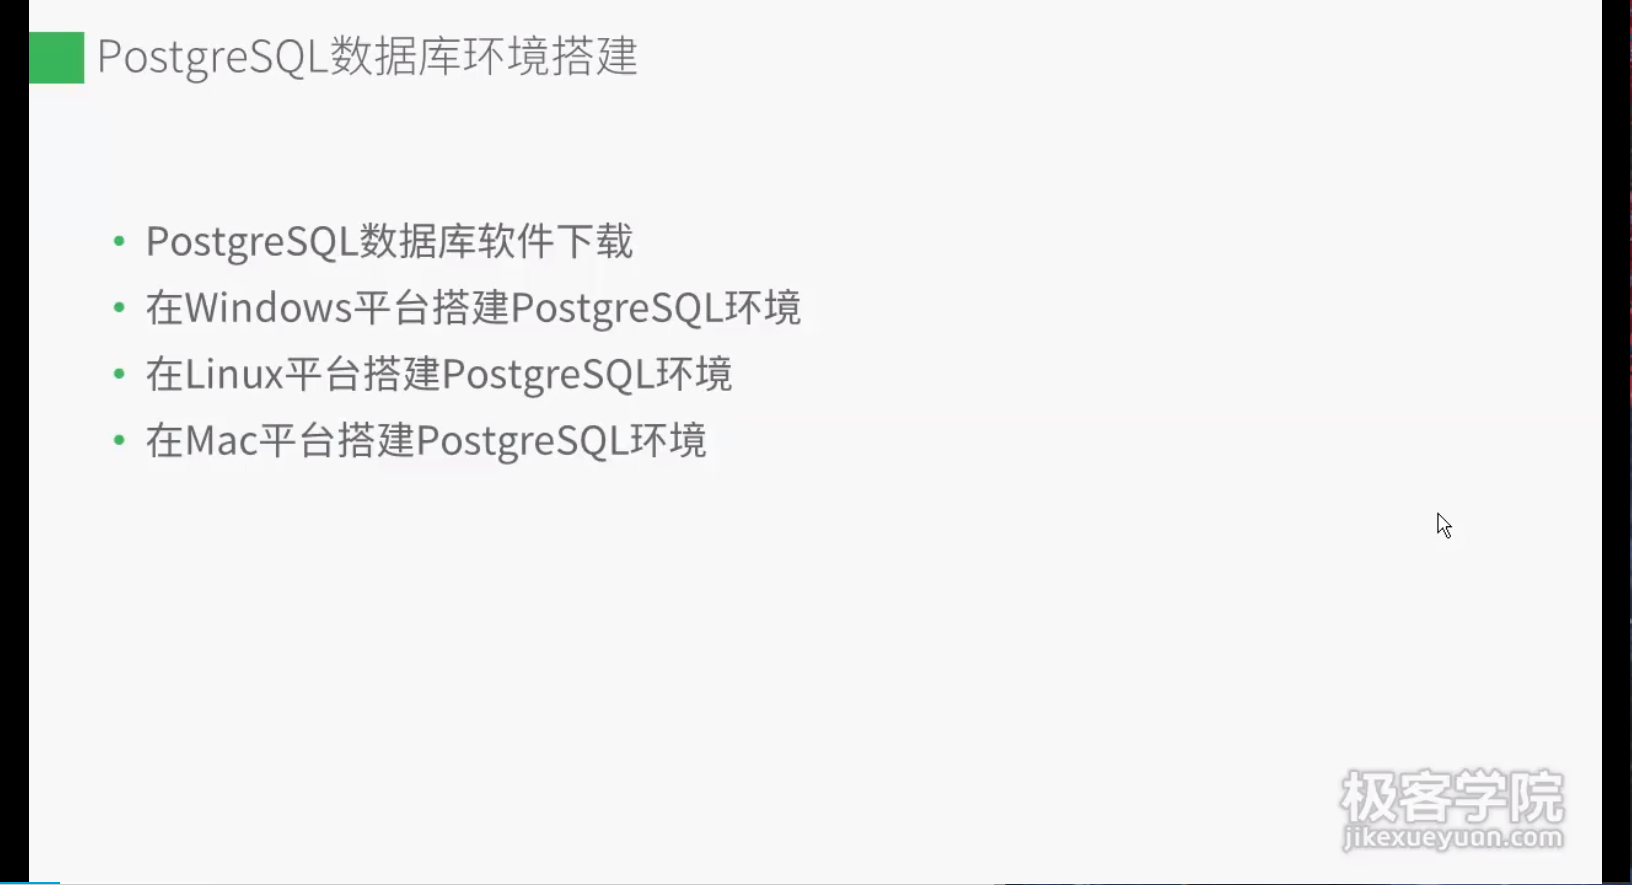 PostgreSQL数据库环境搭建
• PostgreSQL数据库软件下载
• 在Windows平台搭建PostgreSQL环境
• 在Linux平台搭建PostgreSQL环境
• 在Mac平台搭建PostgreSQL环境
极客学院
jikexueyuan.com